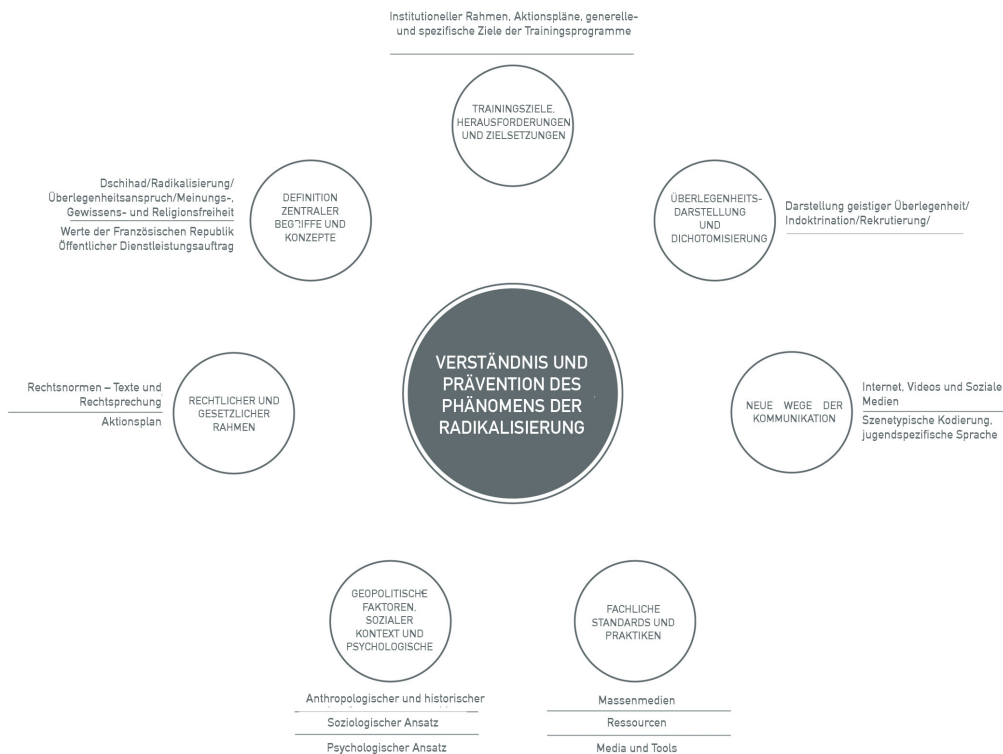 Institutioneller Rahmen, Aktionspläne, generelle-
und spezifische Ziele der Trainingsprogramme
TRAININGSZIELE,
HERAUSFORDERUNGEN
UND ZIELSETZUNGEN
Dschihad/Radikalisierung/
Überlegenheitsanspruch/Meinungs-,
Gewissens- und Religionsfreiheit
Werte der Französischen Republik
Öffentlicher Dienstleistungsauftrag
DEFINITION
ZENTRALER
BEGRIFFE UND
KONZEPTE
ÜBERLEGENHEITS-
DARSTELLUNG
UND
DICHOTOMISIERUNG
Darstellung geistiger Überlegenheit/
Indoktrination/Rekrutierung/
VERSTÄNDNIS UND
PRÄVENTION DES
PHÄNOMENS DER
RADIKALISIERUNG
Rechtsnormen – Texte und
Rechtsprechung
Aktionsplan
RECHTLICHER UND
GESETZLICHER
RAHMEN
NEUE WEGE DER
KOMMUNIKATION
Internet, Videos und Soziale
Medien
Szenetypische Kodierung,
jugendspezifische Sprache
GEOPOLITISCHE
FAKTOREN,
SOZIALER
KONTEXT UND
PSYCHOLOGISCHE
Anthropologischer und historischer
Soziologischer Ansatz
Psychologischer Ansatz
FACHLICHE
STANDARDS UND
PRAKTIKEN
Massenmedien
Ressourcen
Media und Tools